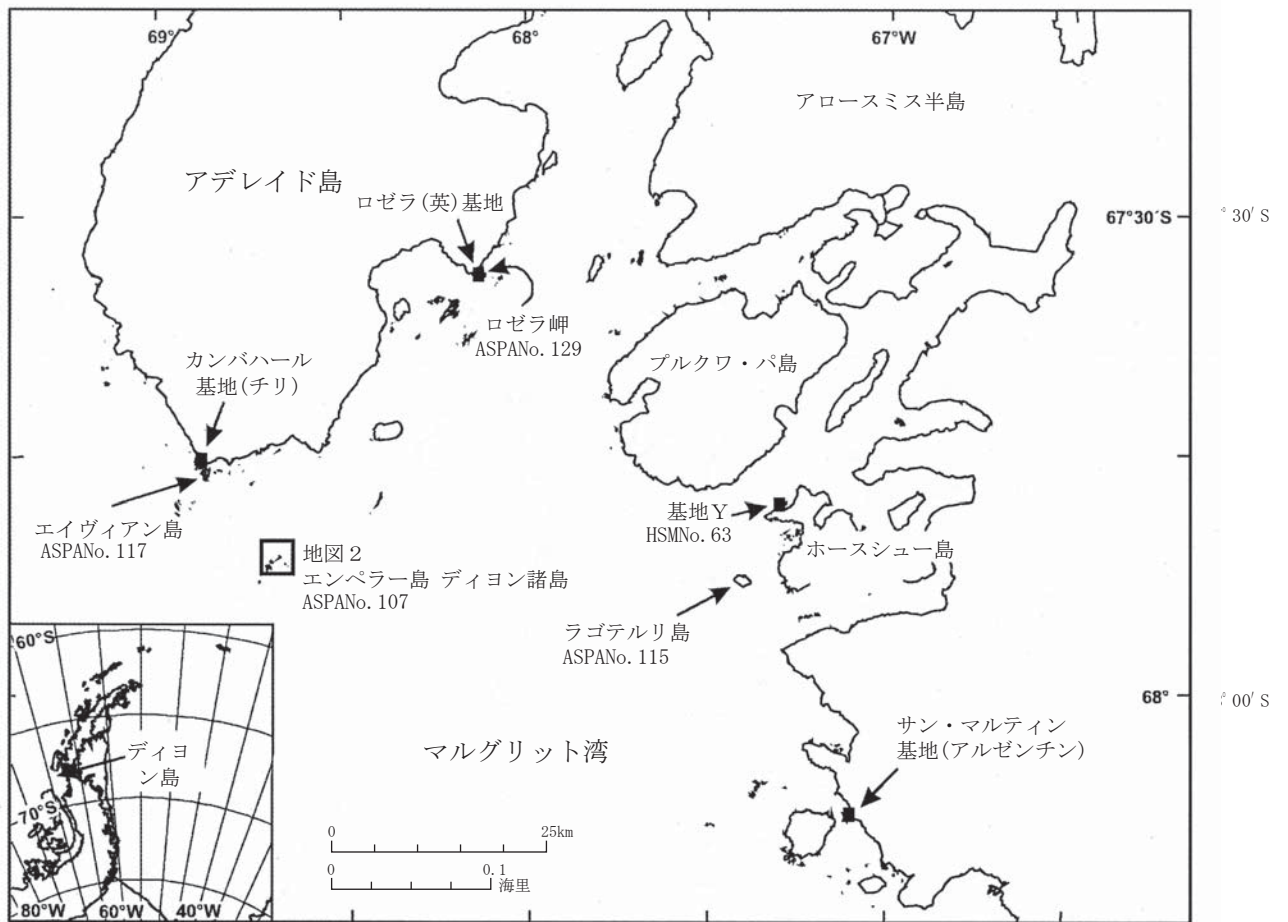 69°
68°
67°W
アロースミス半島
アデレイド島
ロゼラ(英)基地
67°30′S
° 30′ S
ロゼラ岬
ASPANo. 129
カンバハール
基地(チリ)
プルクワ・パ島
エイヴィアン島
ASPANo. 117
基地Y
HSMNo. 63
ホースシュー島
地図2
エンペラー島 ディヨン諸島
ASPANo. 107
ラゴテルリ島
ASPANo. 115
68°
° 00′ S
サン・マルティン
基地(アルゼンチン)
マルグリット湾
60°S
ディヨ
ン島
70°S
80°W
60°W
40°W
0
25km
0
0.1
海里